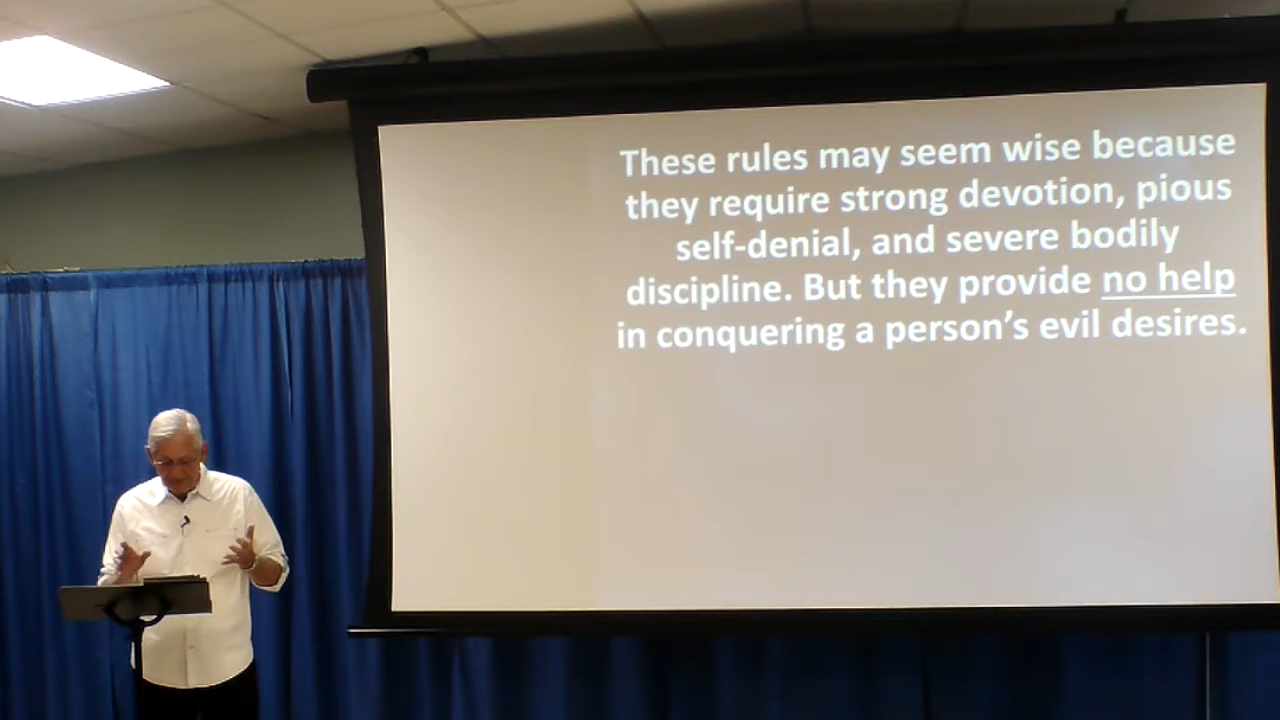 These rules may seem wise because
they require strong devotion, pious
self-denial, and severe bodily
discipline. But they provide no help
in conquering a person’s evil desires.